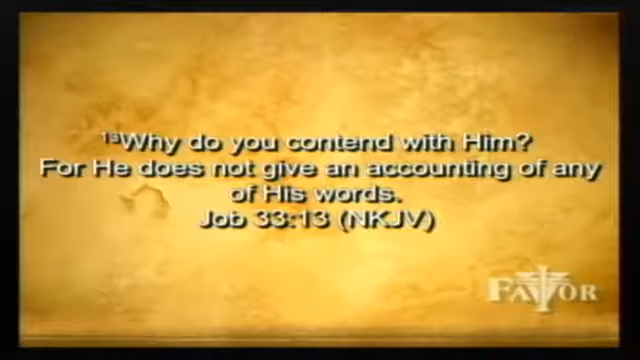 ¹³Why do you contend with Him?
For He does not give an accounting of any
of His words.
Job 33:13 (NKJV)
FAVOR